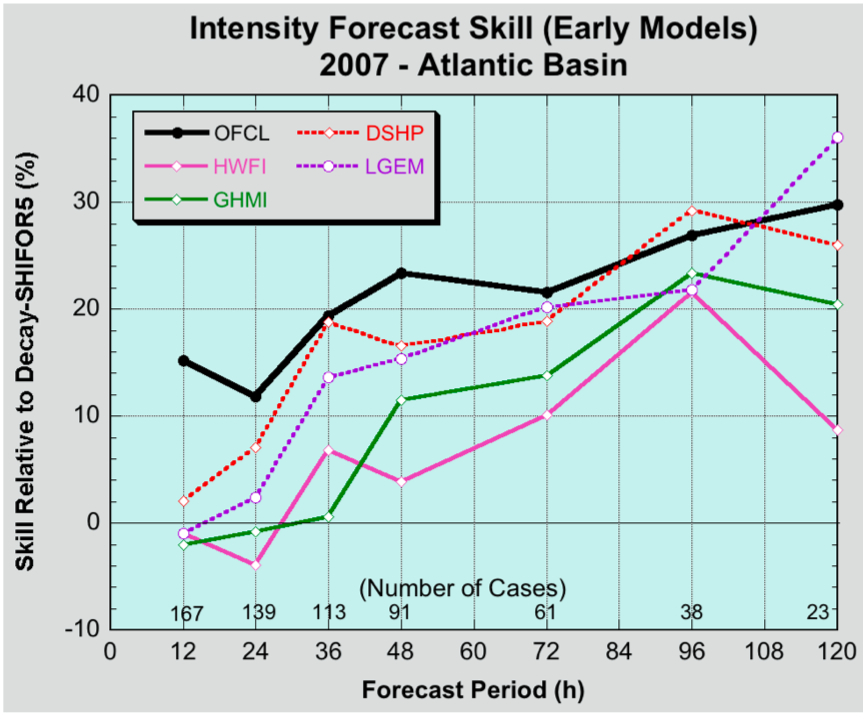 Intensity Forecast Skill (Early Models)
2007 - Atlantic Basin
Skill Relative to Decay-SHIFOR5 (%)
40
30
20
10
0
-10
OFCL DSHP
HWFI LGEM
GHMI
(Number of Cases)
167 139 113 91 61 38 23
0 12 24 36 48 60 72 84 96 108 120
Forecast Period (h)